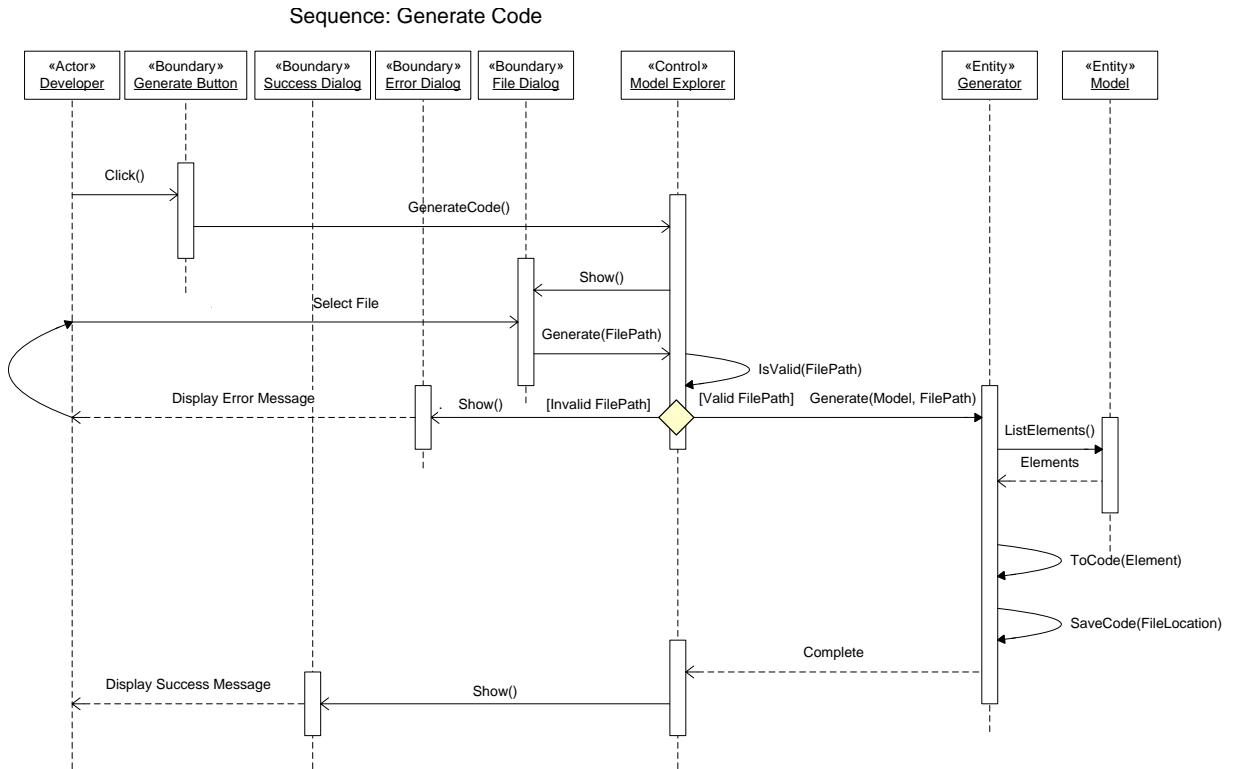 Sequence: Generate Code
«Actor»
Developer
«Boundary»
Generate Button
«Boundary»
Success Dialog
«Boundary»
Error Dialog
«Boundary»
File Dialog
«Control»
Model Explorer
«Entity»
Generator
«Entity»
Model
Click()
GenerateCode()
Show()
Select File
Generate(FilePath)
IsValid(FilePath)
Display Error Message
Show()
[Invalid FilePath]
[Valid FilePath]
Generate(Model, FilePath)
ListElements()
Elements
ToCode(Element)
SaveCode(FileLocation)
Complete
Display Success Message
Show()